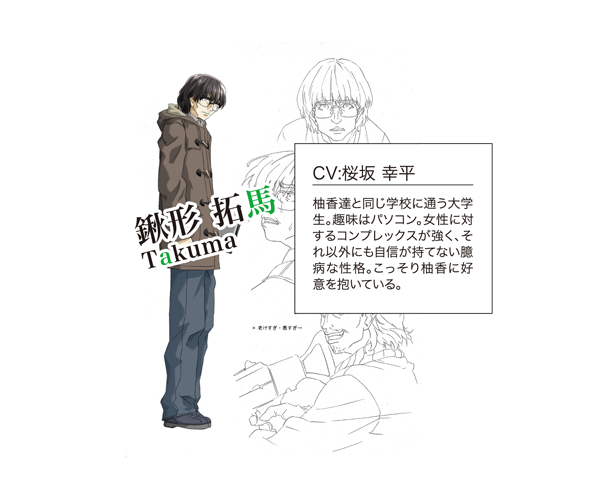 鍬形 拓馬
Takuma
CV:桜坂 幸平
柚香達と同じ学校に通う大学
生。趣味はパソコン。女性に対
するコンプレックスが強く、そ
れ以外にも自信が持てない臆
病な性格。こっそり柚香に好
意を抱いている。